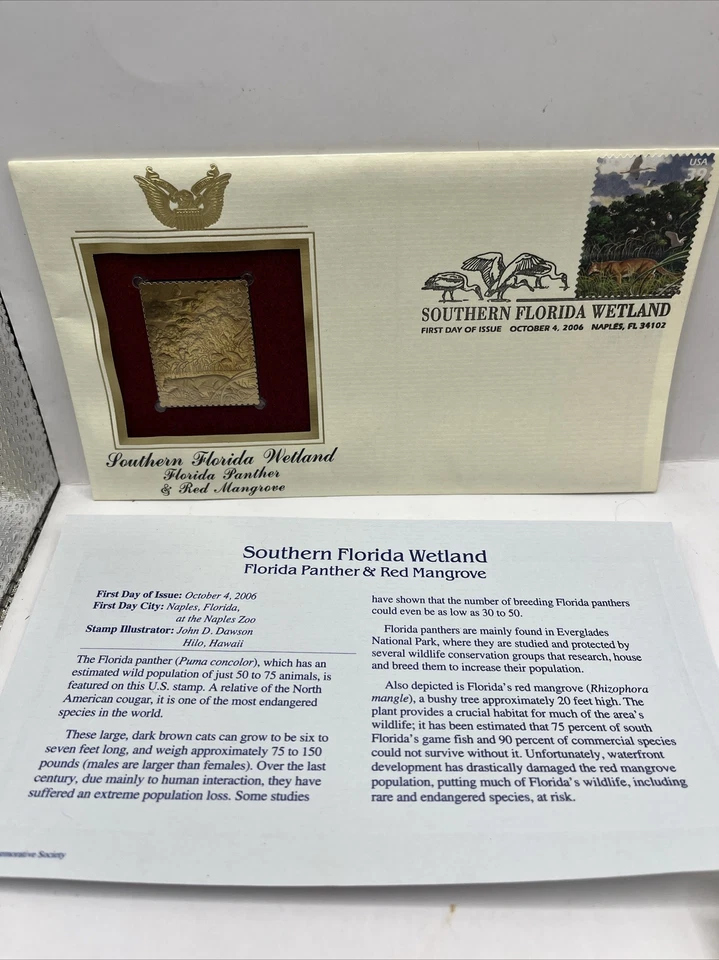 USA
39
SOUTHERN FLORIDA WETLAND
FIRST DAY OF ISSUE OCTOBER 4, 2006 NAPLES, FL 34102
Southern Florida Wetland
Florida Panther
& Red Mangrove
Southern Florida Wetland
Florida Panther & Red Mangrove
First Day of Issue: October 4, 2006
First Day City: Naples, Florida,
at the Naples Zoo
Stamp Illustrator: John D. Dawson
Hilo, Hawaii
The Florida panther (Puma concolor), which has an
estimated wild population of just 50 to 75 animals, is
featured on this U.S. stamp. A relative of the North
American cougar, it is one of the most endangered
species in the world.
These large, dark brown cats can grow to be six to
seven feet long, and weigh approximately 75 to 150
pounds (males are larger than females). Over the last
century, due mainly to human interaction, they have
suffered an extreme population loss. Some studies
have shown that the number of breeding Florida panthers
could even be as low as 30 to 50.
Florida panthers are mainly found in Everglades
National Park, where they are studied and protected by
several wildlife conservation groups that research, house
and breed them to increase their population.
Also depicted is Florida's red mangrove (Rhizophora
mangle), a bushy tree approximately 20 feet high. The
plant provides a crucial habitat for much of the area's
wildlife; it has been estimated that 75 percent of south
Florida's game fish and 90 percent of commercial species
could not survive without it. Unfortunately, waterfront
development has drastically damaged the red mangrove
population, putting much of Florida's wildlife, including
rare and endangered species, at risk.
Society